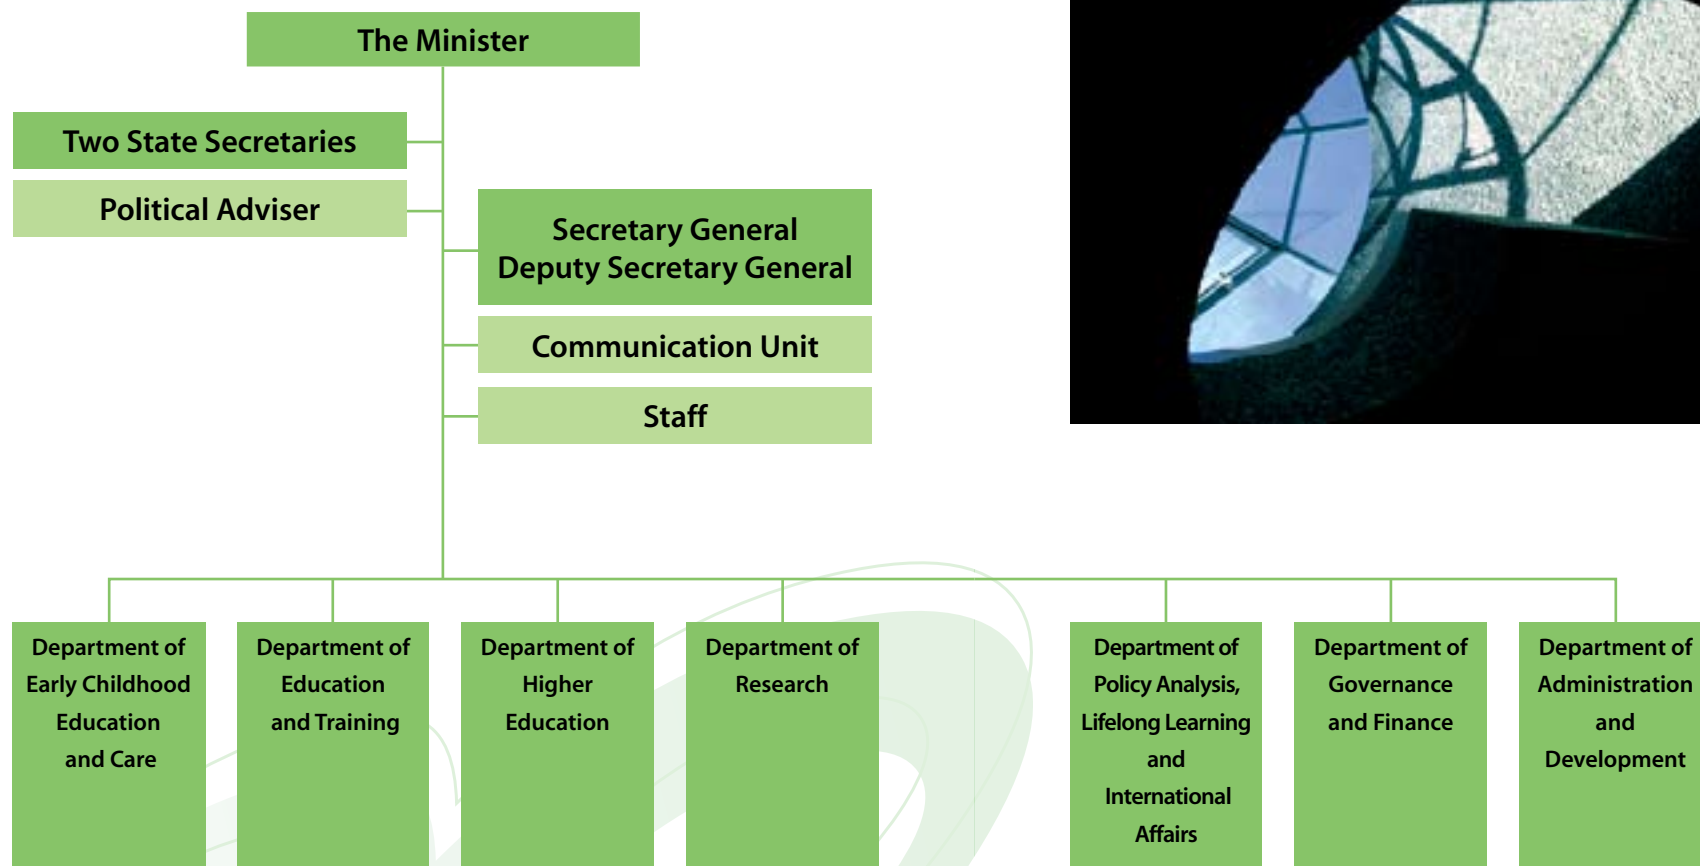 The Minister
Two State Secretaries
Political Adviser
Secretary General
Deputy Secretary General
Communication Unit
Staff
Department of
Early Childhood
Education
and Care
Department of
Education
and Training
Department of
Higher
Education
Department of
Research
Department of
Policy Analysis,
Lifelong Learning
and
International
Affairs
Department of
Governance
and Finance
Department of
Administration
and
Development